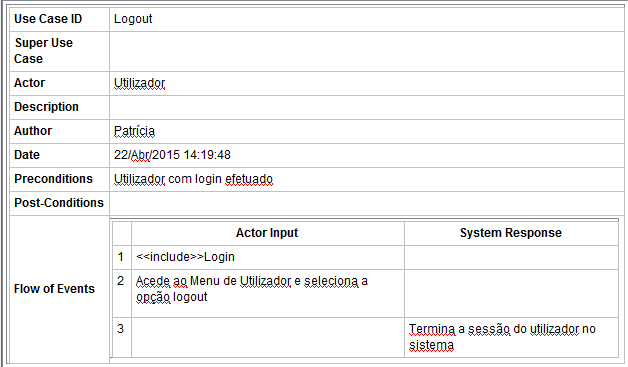 Use Case ID Logout
Super Use
Case
Actor Utilizador
Description
Author Patrícia
Date 22/Abr/2015 14:19:48
Preconditions Utilizador com login efetuado
Post-Conditions
Flow of Events
Actor Input System Response
1 <<include>>Login
2 Acede ao Menu de Utilizador e seleciona a
opção logout
3 Termina a sessão do utilizador no
sistema